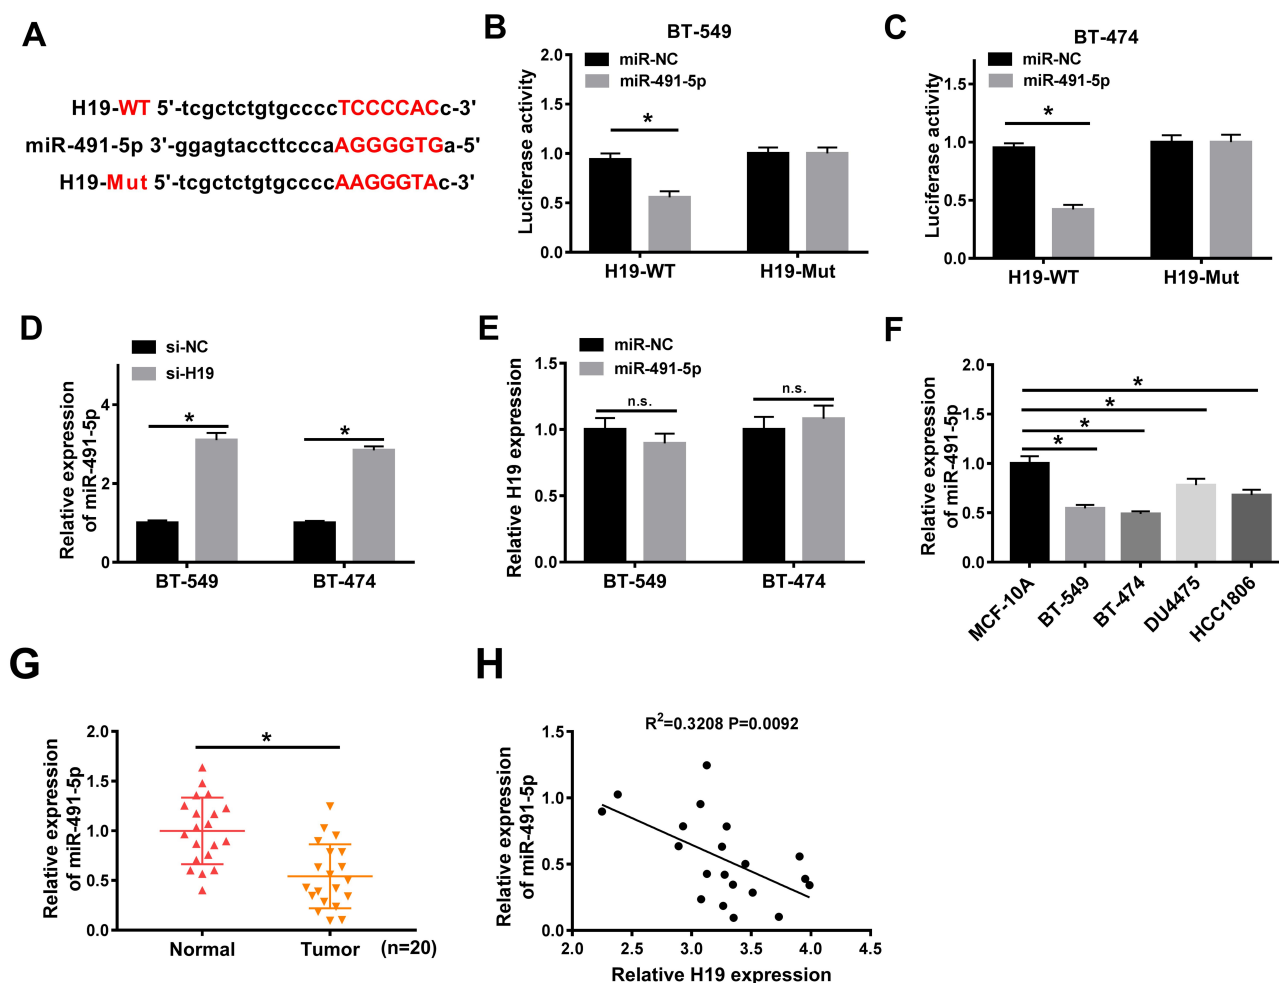 A
H19-WT 5'-tcgctctgtgccccTCCCCACc-3'
miR-491-5p 3'-ggagtaccttcccaAGGGGTGa-5'
H19-Mut 5'-tcgctctgtgccccAAGGGTAc-3'
B
BT-549
miR-NC
miR-491-5p
Luciferase activity
2.0
1.5
1.0
0.5
0.0
*
H19-WT
H19-Mut
C
BT-474
miR-NC
miR-491-5p
Luciferase activity
1.5
1.0
0.5
0.0
*
H19-WT
H19-Mut
D
si-NC
si-H19
Relative expression
of miR-491-5p
4
2
0
*
*
BT-549
BT-474
E
miR-NC
miR-491-5p
Relative H19 expression
1.5
1.0
0.5
0.0
n.s.
n.s.
BT-549
BT-474
F
Relative expression
of miR-491-5p
2.0
1.5
1.0
0.5
0.0
*
*
*
*
MCF-10A
BT-549
BT-474
DU4475
HCC1806
G
Relative expression
of miR-491-5p
2.0
1.5
1.0
0.5
0.0
*
Normal
Tumor
(n=20)
H
R²=0.3208 P=0.0092
Relative expression
of miR-491-5p
1.5
1.0
0.5
0.0
2.0 2.5 3.0 3.5 4.0 4.5
Relative H19 expression